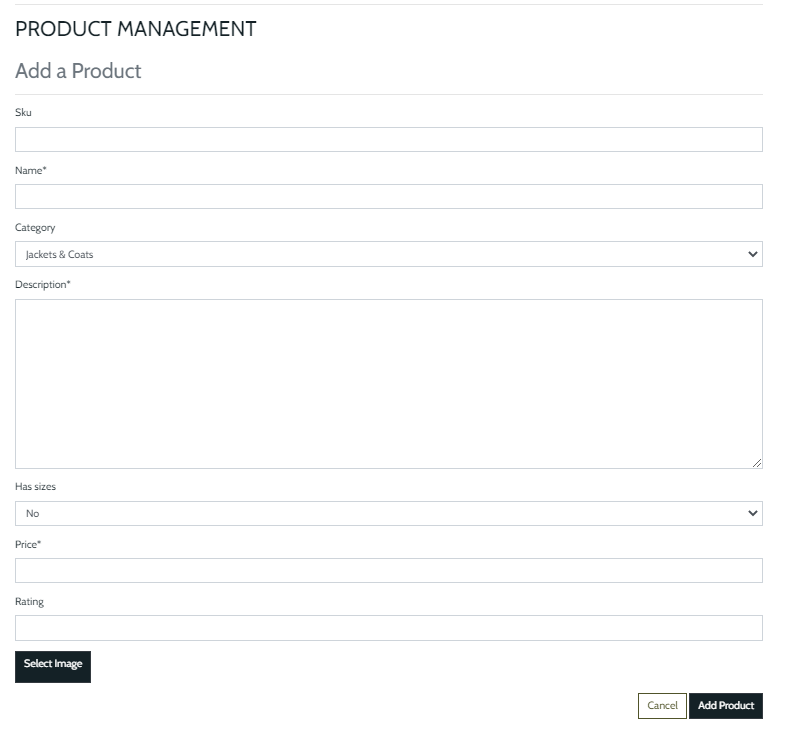 PRODUCT MANAGEMENT
Add a Product
Sku
Name*
Category
Jackets & Coats
Description*
Has sizes
No
Price*
Rating
Select Image
Cancel Add Product